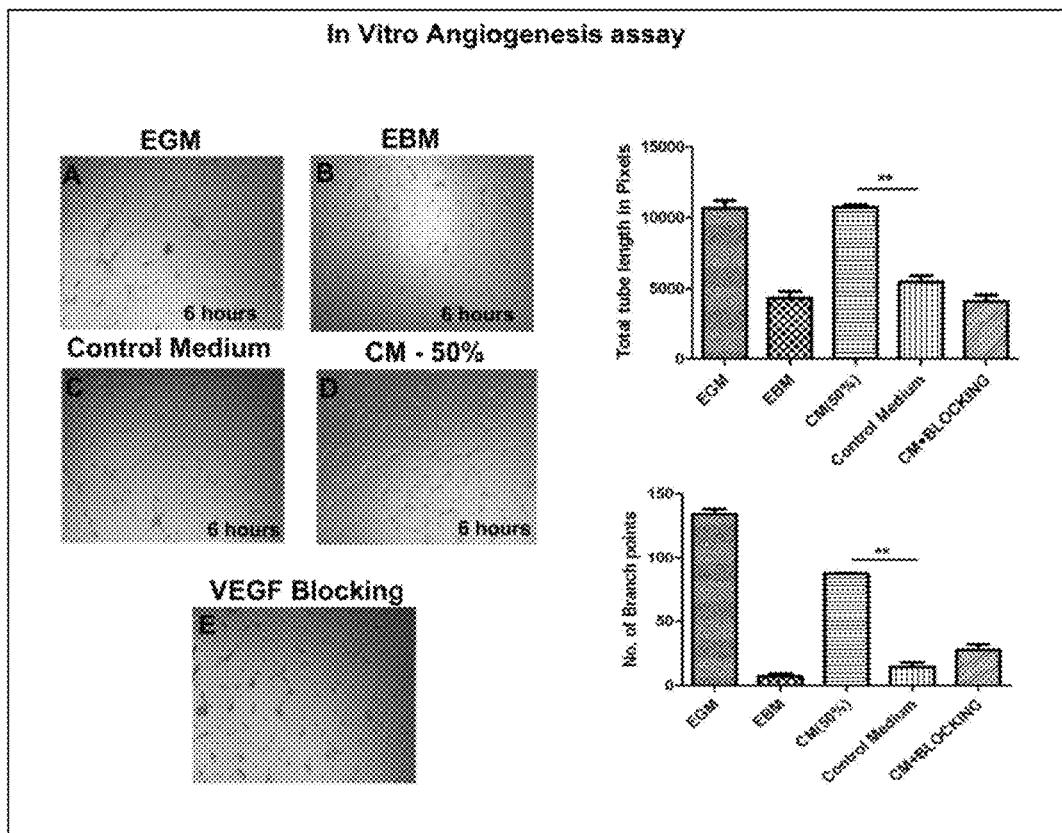 In Vitro Angiogenesis assay
EGM
EBM
A
B
6 hours
6 hours
Control Medium
CM - 50%
C
D
6 hours
6 hours
VEGF Blocking
E
Total tube length in Pixels
15000
10000
5000
0
**
EGM
EBM
CM(50%)
Control Medium
CM+BLOCKING
No. of Branch points
150
100
50
0
**
EGM
EBM
CM(50%)
Control Medium
CM+BLOCKING